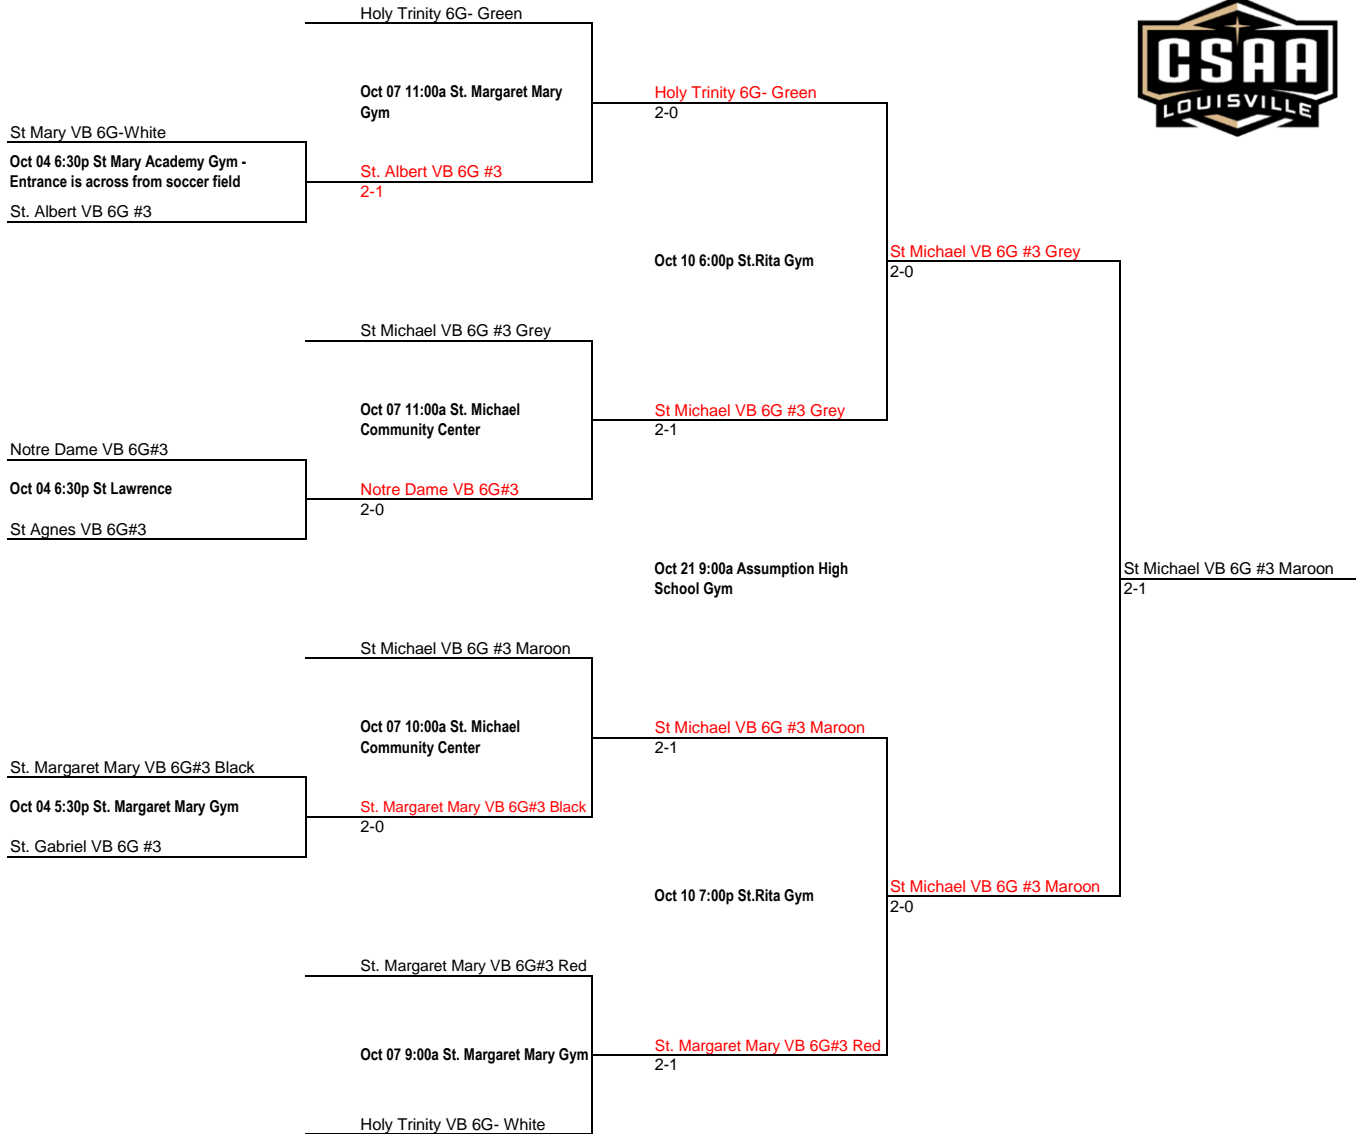 Holy Trinity 6G- Green
CSAA
LOUISVILLE
Oct 07 11:00a St. Margaret Mary
Gym
Holy Trinity 6G- Green
2-0
St Mary VB 6G-White
Oct 04 6:30p St Mary Academy Gym -
Entrance is across from soccer field
St. Albert VB 6G #3
2-1
St. Albert VB 6G #3
Oct 10 6:00p St.Rita Gym
St Michael VB 6G #3 Grey
2-0
St Michael VB 6G #3 Grey
Oct 07 11:00a St. Michael
Community Center
St Michael VB 6G #3 Grey
2-1
Notre Dame VB 6G#3
Oct 04 6:30p St Lawrence
Notre Dame VB 6G#3
2-0
St Agnes VB 6G#3
Oct 21 9:00a Assumption High
School Gym
St Michael VB 6G #3 Maroon
2-1
St Michael VB 6G #3 Maroon
Oct 07 10:00a St. Michael
Community Center
St Michael VB 6G #3 Maroon
2-1
St. Margaret Mary VB 6G#3 Black
Oct 04 5:30p St. Margaret Mary Gym
St. Margaret Mary VB 6G#3 Black
2-0
St. Gabriel VB 6G #3
Oct 10 7:00p St.Rita Gym
St Michael VB 6G #3 Maroon
2-0
St. Margaret Mary VB 6G#3 Red
Oct 07 9:00a St. Margaret Mary Gym
St. Margaret Mary VB 6G#3 Red
2-1
Holy Trinity VB 6G- White